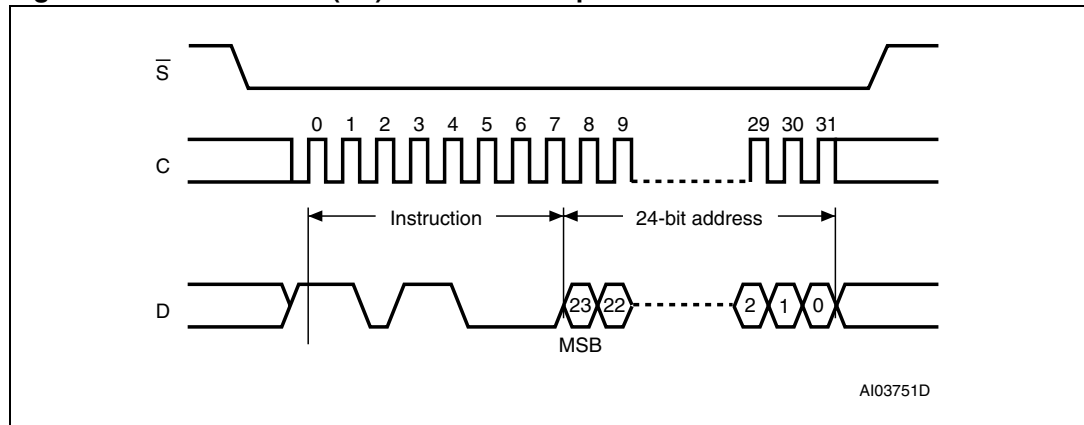 S
0 1 2 3 4 5 6 7 8 9 29 30 31
C
Instruction 24-bit address
D 23 22 2 1 0
MSB
AI03751D